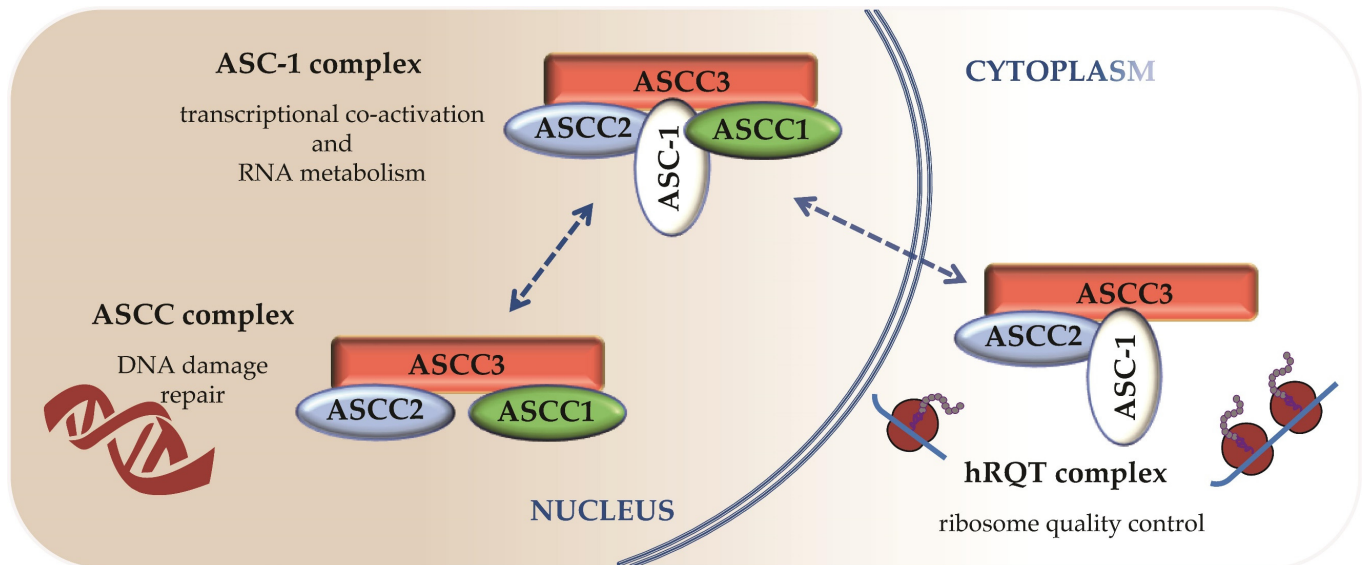 ASC-1 complex
transcriptional co-activation
and
RNA metabolism
ASCC3
ASCC2
ASC-1
ASCC1
CYTOPLASM
ASCC complex
DNA damage
repair
ASCC3
ASCC2
ASCC1
NUCLEUS
ASCC3
ASCC2
ASC-1
hRQT complex
ribosome quality control